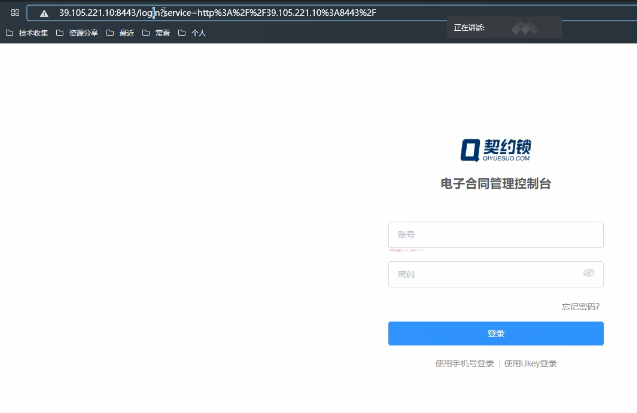 39.105.221.10:8443/login?service=http%3A%2F%2F39.105.221.10%3A8443%2F
正在讲话:
技术收集 资源分享 最近 常看 个人
契约锁
QIYUESUO.COM
电子合同管理控制台
账号
密码
忘记密码?
登录
使用手机号登录 | 使用Ukey登录